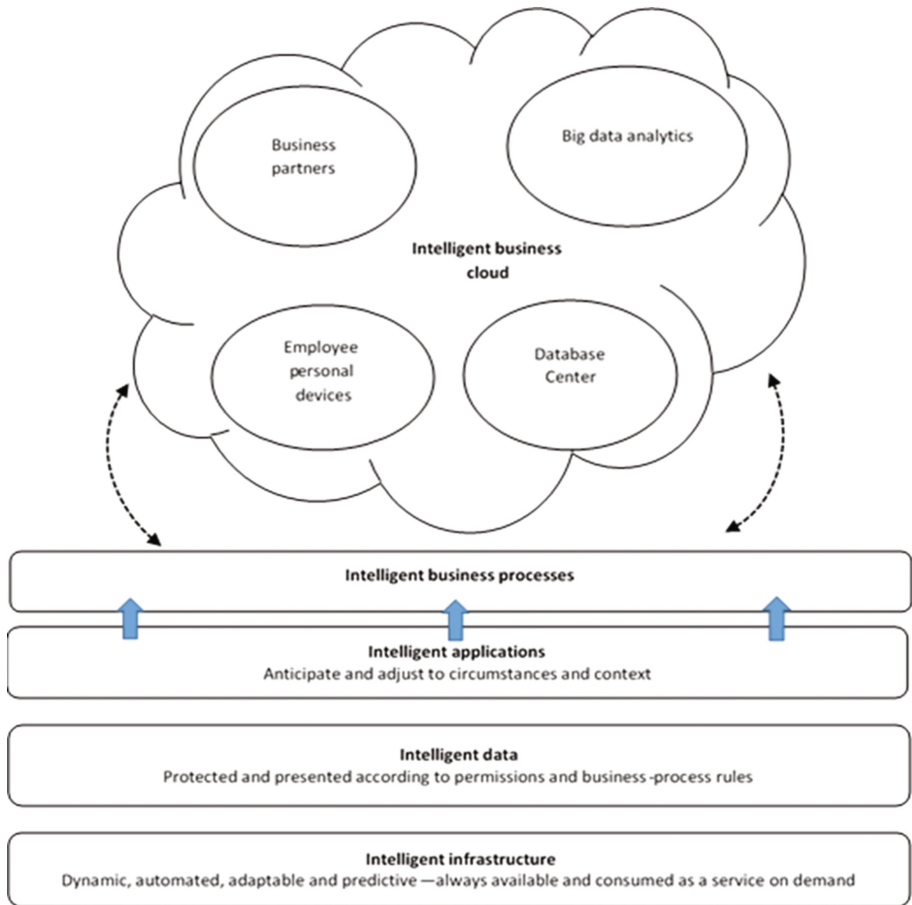 Business
partners
Big data analytics
Intelligent business
cloud
Employee
personal
devices
Database
Center
Intelligent business processes
Intelligent applications
Anticipate and adjust to circumstances and context
Intelligent data
Protected and presented according to permissions and business-process rules
Intelligent infrastructure
Dynamic, automated, adaptable and predictive—always available and consumed as a service on demand